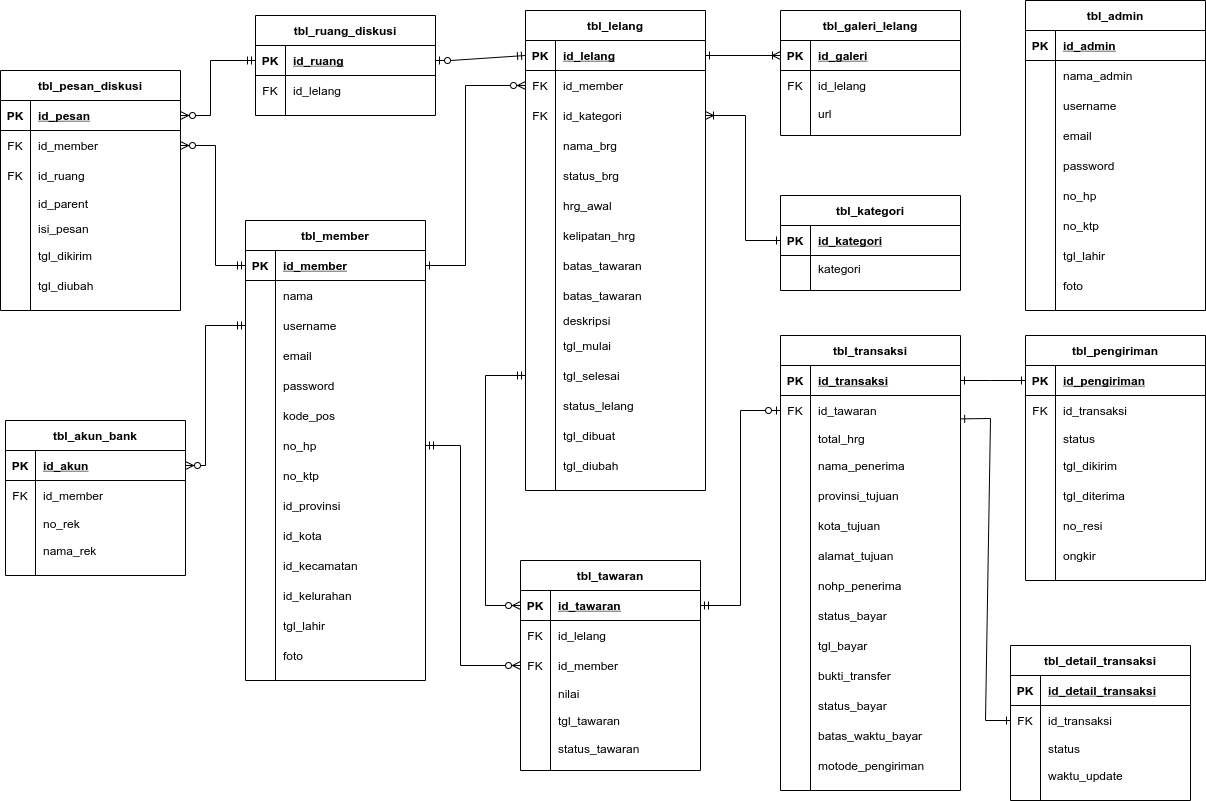 tbl_ruang_diskusi
PK id_ruang
FK id_lelang
tbl_lelang
PK id_lelang
FK id_member
FK id_kategori
nama_brg
status_brg
hrg_awal
kelipatan_hrg
batas_tawaran
batas_tawaran
deskripsi
tgl_mulai
tgl_selesai
status_lelang
tgl_dibuat
tgl_diubah
tbl_galeri_lelang
PK id_galeri
FK id_lelang
url
tbl_admin
PK id_admin
nama_admin
username
email
password
no_hp
no_ktp
tgl_lahir
foto
tbl_pesan_diskusi
PK id_pesan
FK id_member
FK id_ruang
id_parent
isi_pesan
tgl_dikirim
tgl_diubah
tbl_kategori
PK id_kategori
kategori
tbl_member
PK id_member
nama
username
email
password
kode_pos
no_hp
no_ktp
id_provinsi
id_kota
id_kecamatan
id_kelurahan
tgl_lahir
foto
tbl_transaksi
PK id_transaksi
FK id_tawaran
total_hrg
nama_penerima
provinsi_tujuan
kota_tujuan
alamat_tujuan
nohp_penerima
status_bayar
tgl_bayar
bukti_transfer
status_bayar
batas_waktu_bayar
motode_pengiriman
tbl_pengiriman
PK id_pengiriman
FK id_transaksi
status
tgl_dikirim
tgl_diterima
no_resi
ongkir
tbl_akun_bank
PK id_akun
FK id_member
no_rek
nama_rek
tbl_tawaran
PK id_tawaran
FK id_lelang
FK id_member
nilai
tgl_tawaran
status_tawaran
tbl_detail_transaksi
PK id_detail_transaksi
FK id_transaksi
status
waktu_update